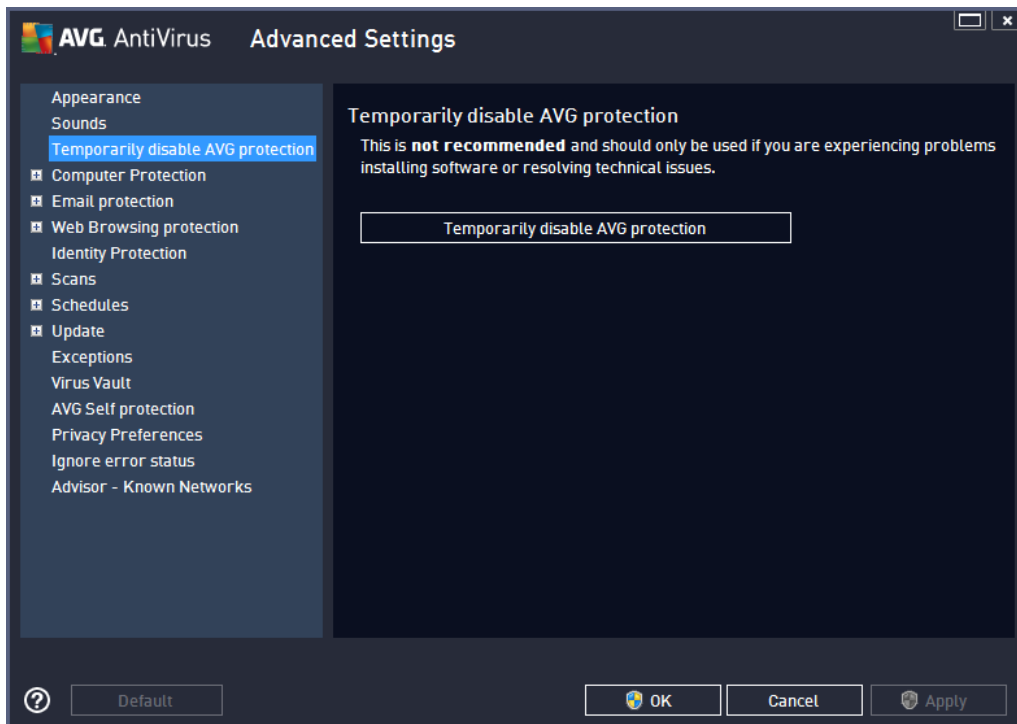 AVG AntiVirus Advanced Settings
Appearance
Sounds
Temporarily disable AVG protection
Computer Protection
Email protection
Web Browsing protection
Identity Protection
Scans
Schedules
Update
Exceptions
Virus Vault
AVG Self protection
Privacy Preferences
Ignore error status
Advisor - Known Networks
Temporarily disable AVG protection
This is not recommended and should only be used if you are experiencing problems
installing software or resolving technical issues.
Temporarily disable AVG protection
Default
OK
Cancel
Apply